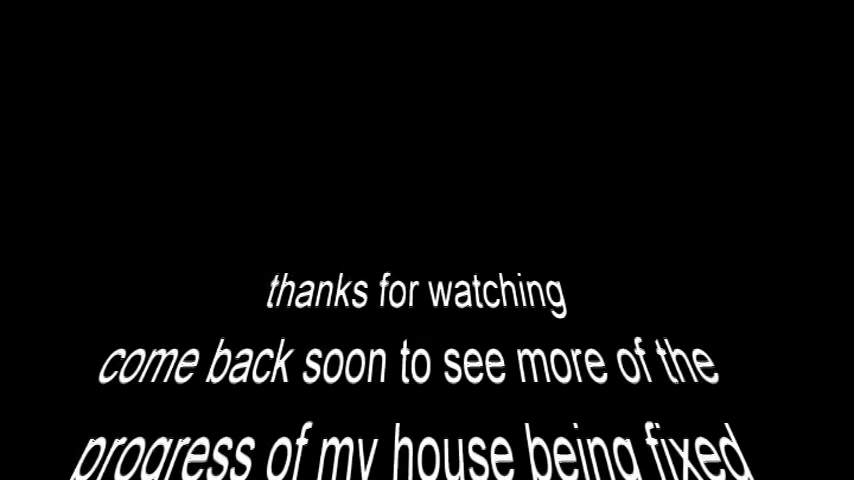 thanks for watching
come back soon to see more of the
progress of my house being fixed